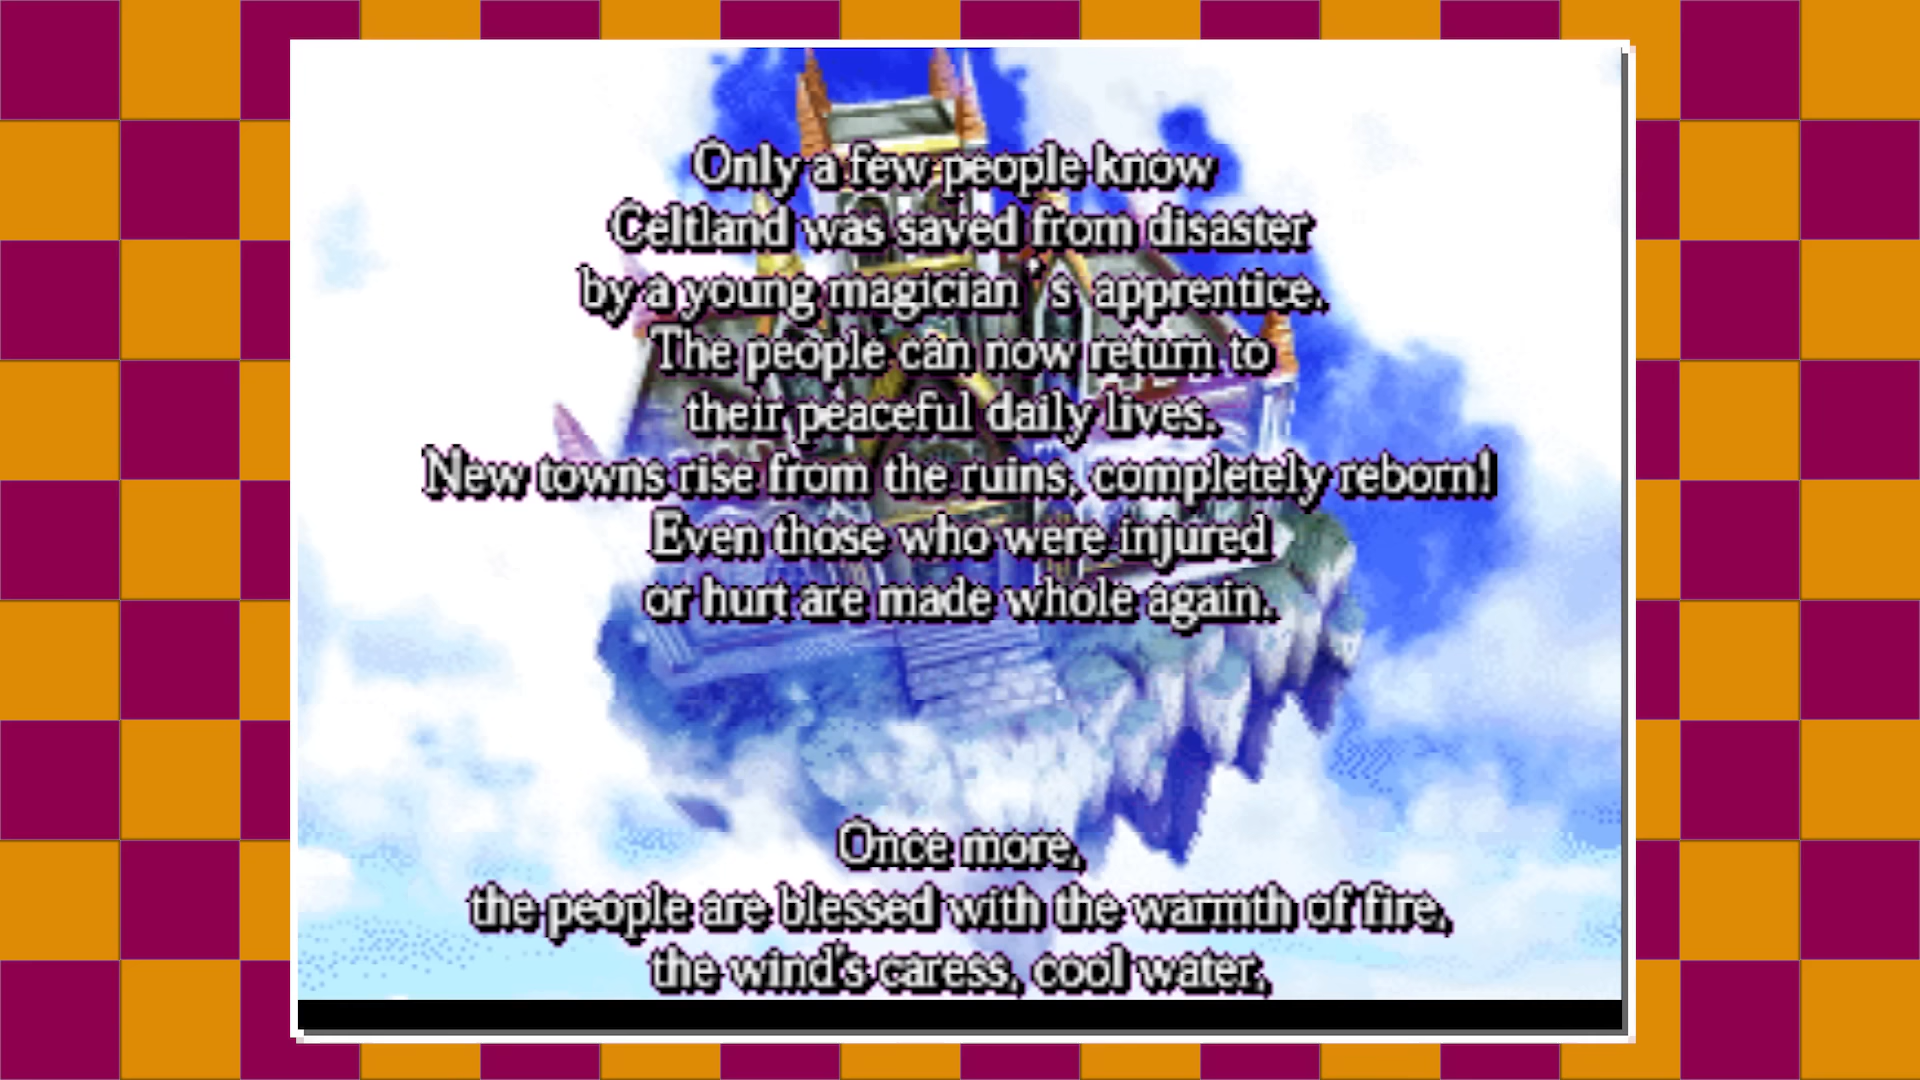 Only a few people know
Celtland was saved from disaster
by a young magician 's apprentice.
The people can now return to
their peaceful daily lives.
New towns rise from the ruins, completely reborn!
Even those who were injured
or hurt are made whole again.
Once more,
the people are blessed with the warmth of fire,
the wind's caress, cool water,